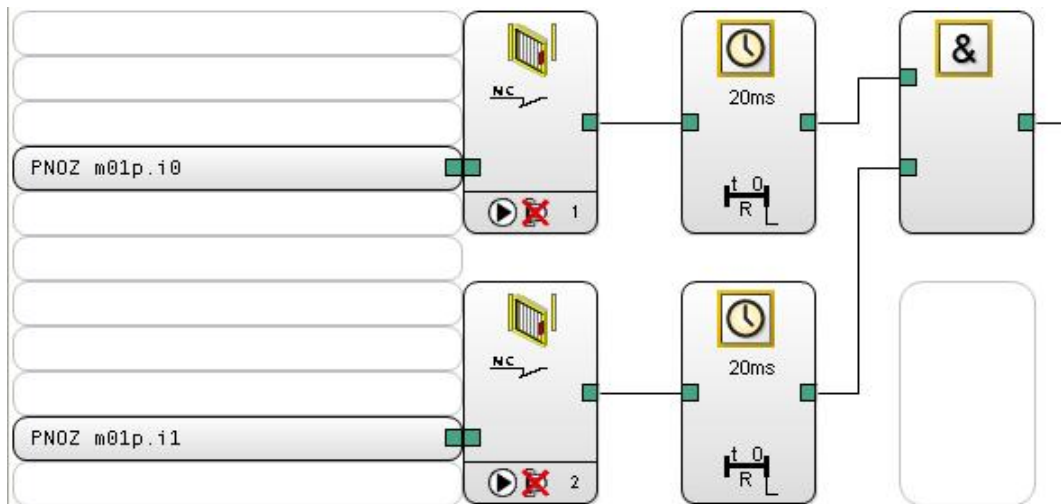 NC
20ms
&
t 0
R
PNOZ m01p.i0
1
NC
20ms
t 0
R
PNOZ m01p.i1
2